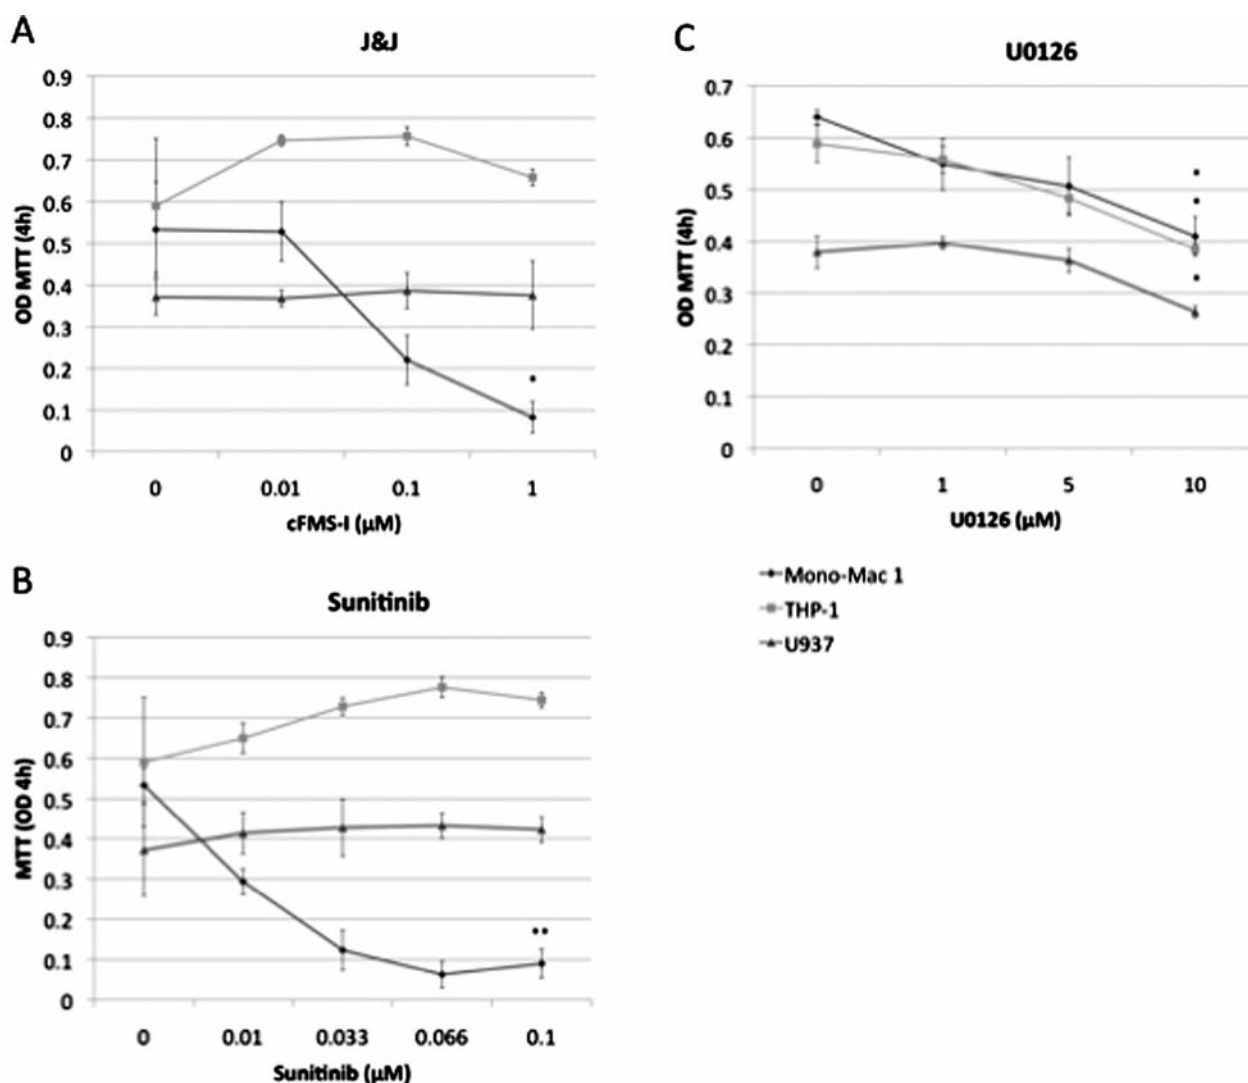 A
J&J
0.9
0.8
0.7
0.6
0.5
0.4
0.3
0.2
0.1
0
OD MTT (4h)
0 0.01 0.1 1
cFMS-I (μM)
B
Sunitinib
0.9
0.8
0.7
0.6
0.5
0.4
0.3
0.2
0.1
0
MTT (OD 4h)
0 0.01 0.033 0.066 0.1
Sunitinib (μM)
C
U0126
0.7
0.6
0.5
0.4
0.3
0.2
0.1
0
OD MTT (4h)
0 1 5 10
U0126 (μM)
Mono-Mac 1
THP-1
U937